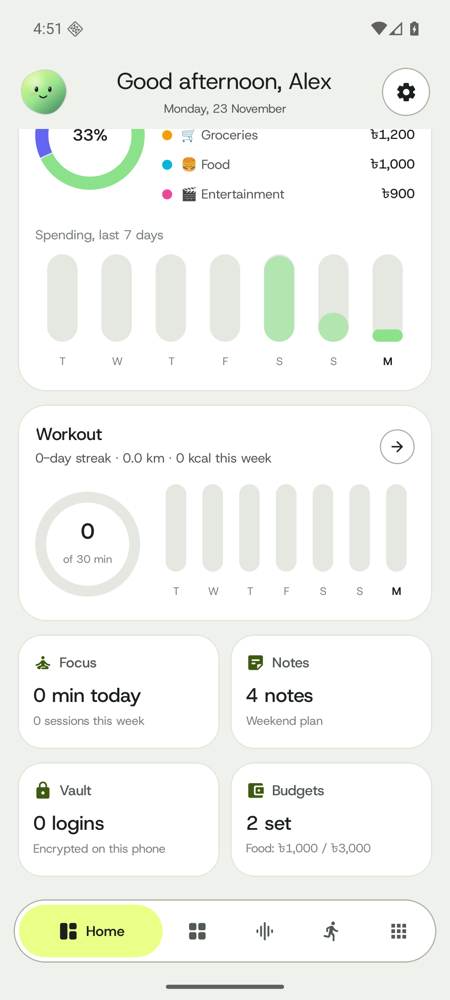 4:51
Good afternoon, Alex
Monday, 23 November
33%
Groceries ৳1,200
Food ৳1,000
Entertainment ৳900
Spending, last 7 days
T W T F S S M
Workout
0-day streak · 0.0 km · 0 kcal this week
0
of 30 min
T W T F S S M
Focus
0 min today
0 sessions this week
Notes
4 notes
Weekend plan
Vault
0 logins
Encrypted on this phone
Budgets
2 set
Food: ৳1,000 / ৳3,000
Home